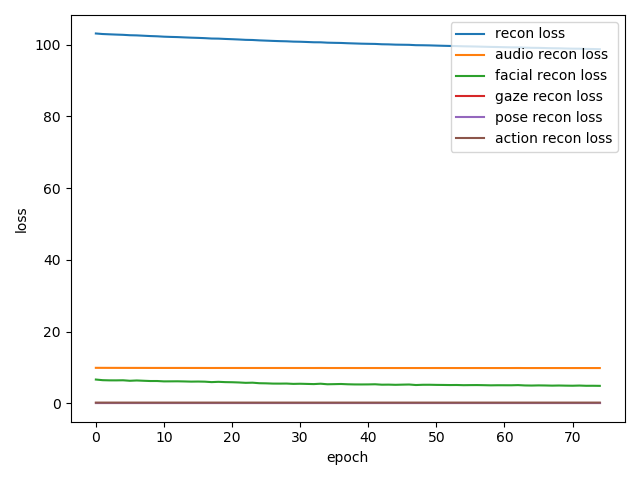 recon loss
audio recon loss
facial recon loss
gaze recon loss
pose recon loss
action recon loss
100
80
60
40
20
0
loss
0 10 20 30 40 50 60 70
epoch